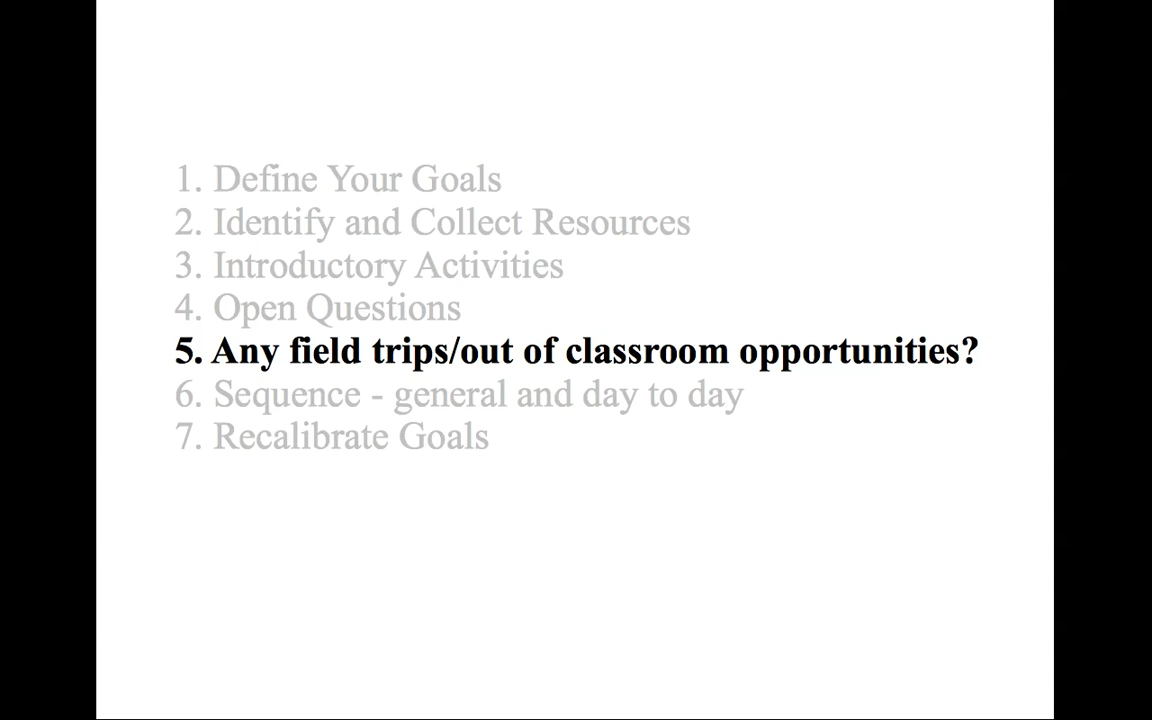 1. Define Your Goals
2. Identify and Collect Resources
3. Introductory Activities
4. Open Questions
5. Any field trips/out of classroom opportunities?
6. Sequence - general and day to day
7. Recalibrate Goals